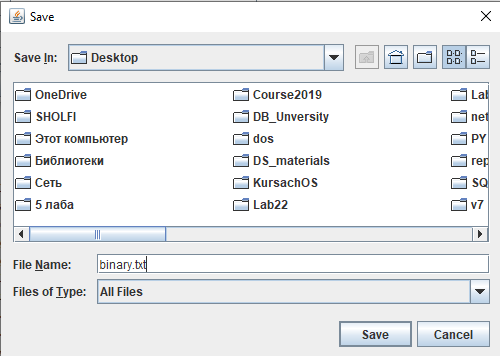 Save
Save In: Desktop
OneDrive Course2019 Lab
SHOLFI DB_Unversity net
Этот компьютер dos PY
Библиотеки DS_materials rep
Сеть KursachOS SQ
5 лаба Lab22 v7
File Name: binary.txt
Files of Type: All Files
Save Cancel